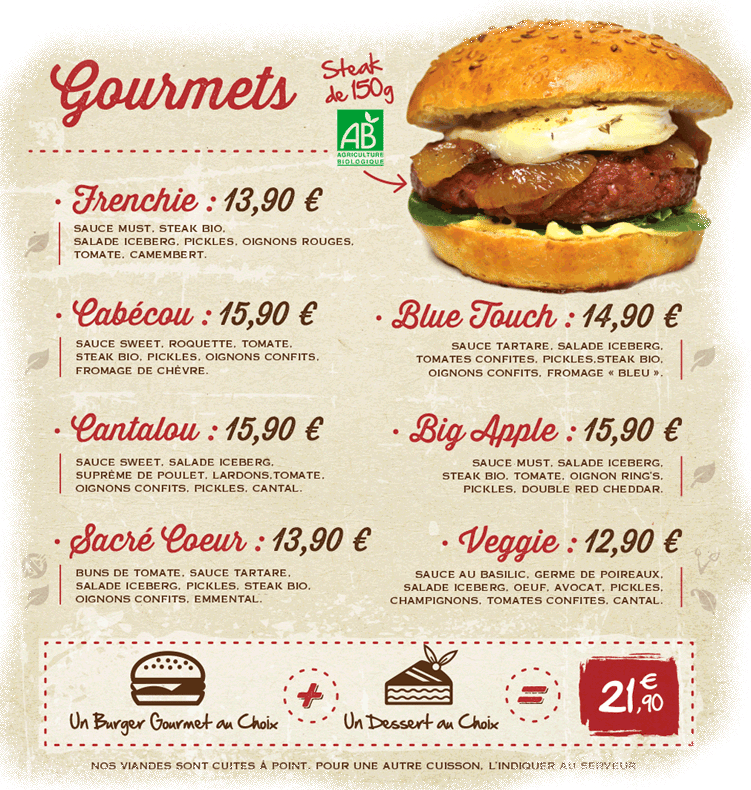 Gourmets
Steak
de 150g
AB
AGRICULTURE
BIOLOGIQUE
• Frenchie : 13,90 €
SAUCE MUST, STEAK BIO,
SALADE ICEBERG, PICKLES, OIGNONS ROUGES,
TOMATE, CAMEMBERT.
• Cabécou : 15,90 €
SAUCE SWEET, ROQUETTE, TOMATE,
STEAK BIO, PICKLES, OIGNONS CONFITS,
FROMAGE DE CHÈVRE.
• Blue Touch : 14,90 €
SAUCE TARTARE, SALADE ICEBERG,
TOMATES CONFITES, PICKLES,STEAK BIO,
OIGNONS CONFITS, FROMAGE « BLEU ».
• Cantalou : 15,90 €
SAUCE SWEET, SALADE ICEBERG,
SUPRÈME DE POULET, LARDONS,TOMATE,
OIGNONS CONFITS, PICKLES, CANTAL.
• Big Apple : 15,90 €
SAUCE MUST, SALADE ICEBERG,
STEAK BIO, TOMATE, OIGNON RING'S,
PICKLES, DOUBLE RED CHEDDAR.
• Sacré Coeur : 13,90 €
BUNS DE TOMATE, SAUCE TARTARE,
SALADE ICEBERG, PICKLES, STEAK BIO,
OIGNONS CONFITS, EMMENTAL.
• Veggie : 12,90 €
SAUCE AU BASILIC, GERME DE POIREAUX,
SALADE ICEBERG, OEUF, AVOCAT, PICKLES,
CHAMPIGNONS, TOMATES CONFITES, CANTAL.
Un Burger Gourmet au Choix
+
Un Dessert au Choix
=
21,90 €
NOS VIANDES SONT CUITES À POINT. POUR UNE AUTRE CUISSON, L'INDIQUER AU SERVEUR